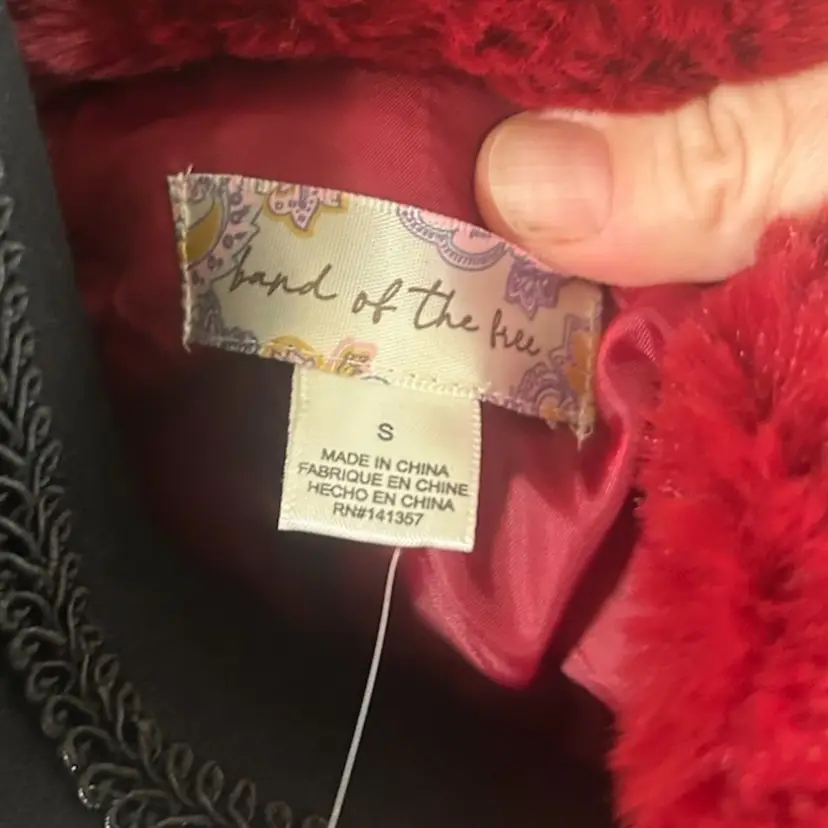 band of the free
S
MADE IN CHINA
FABRIQUE EN CHINE
HECHO EN CHINA
RN#141357